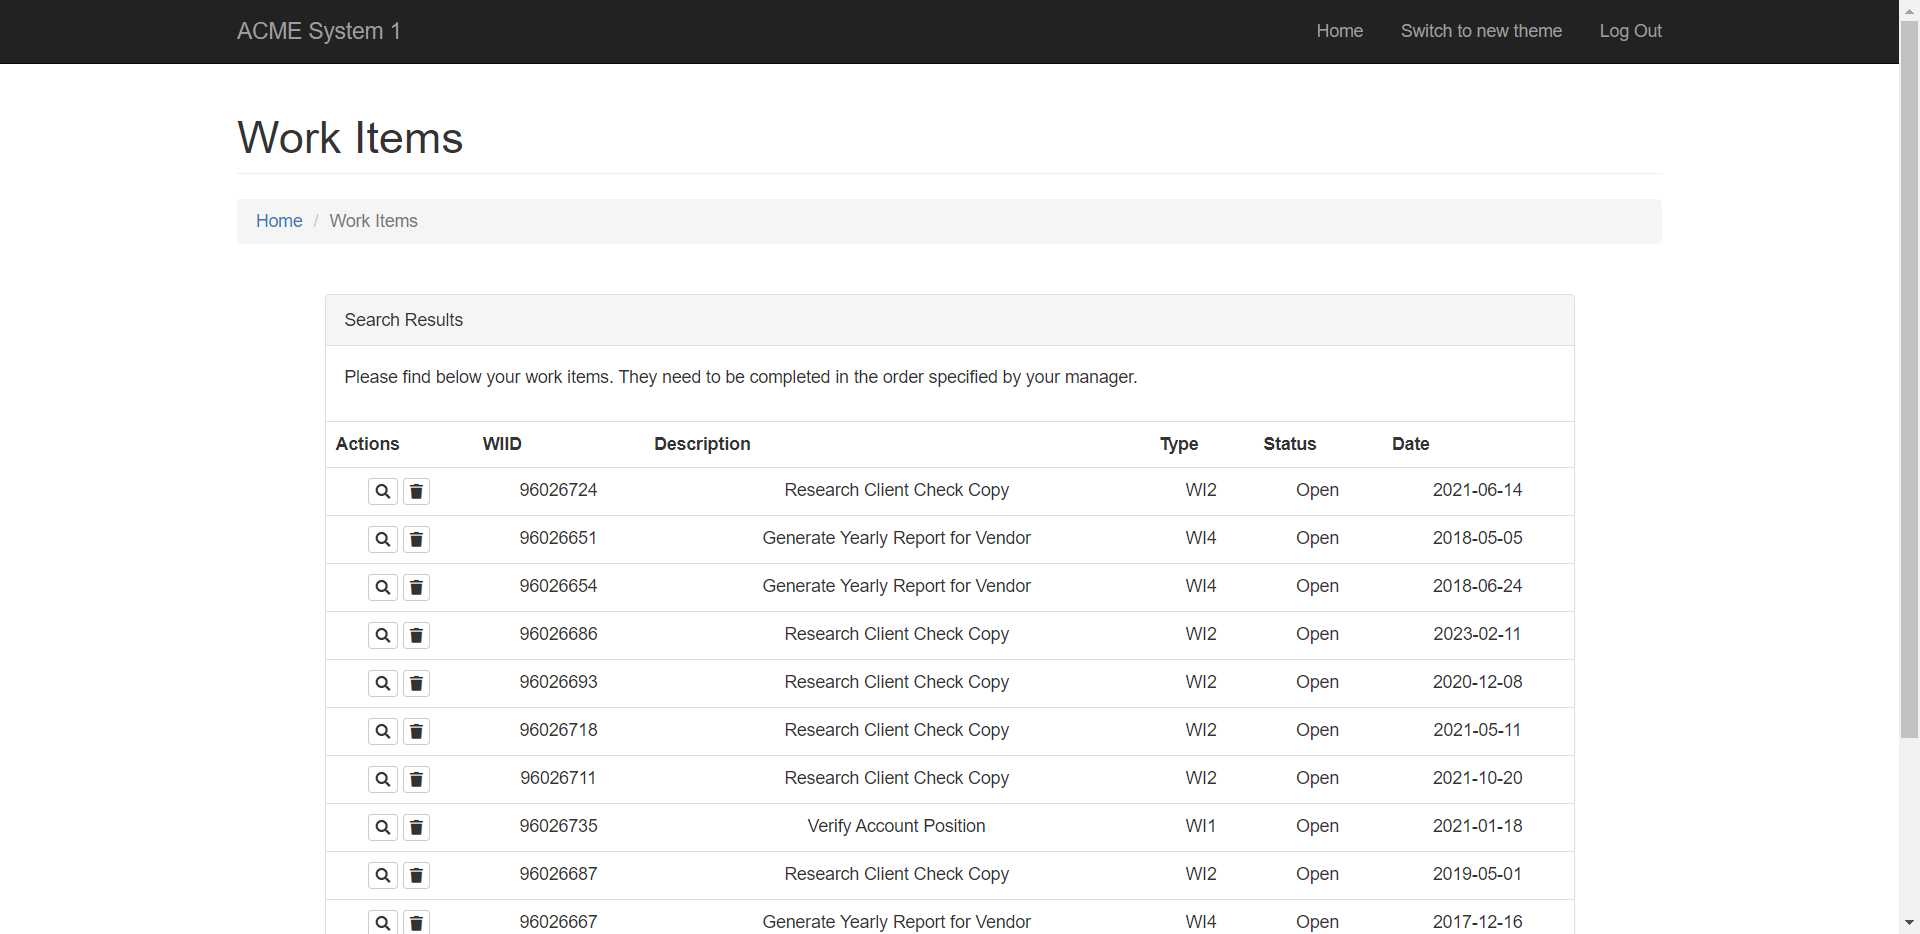 ACME System 1 Home Switch to new theme Log Out
Work Items
Home / Work Items
Search Results
Please find below your work items. They need to be completed in the order specified by your manager.
Actions WIID Description Type Status Date
96026724 Research Client Check Copy WI2 Open 2021-06-14
96026651 Generate Yearly Report for Vendor WI4 Open 2018-05-05
96026654 Generate Yearly Report for Vendor WI4 Open 2018-06-24
96026686 Research Client Check Copy WI2 Open 2023-02-11
96026693 Research Client Check Copy WI2 Open 2020-12-08
96026718 Research Client Check Copy WI2 Open 2021-05-11
96026711 Research Client Check Copy WI2 Open 2021-10-20
96026735 Verify Account Position WI1 Open 2021-01-18
96026687 Research Client Check Copy WI2 Open 2019-05-01
96026667 Generate Yearly Report for Vendor WI4 Open 2017-12-16